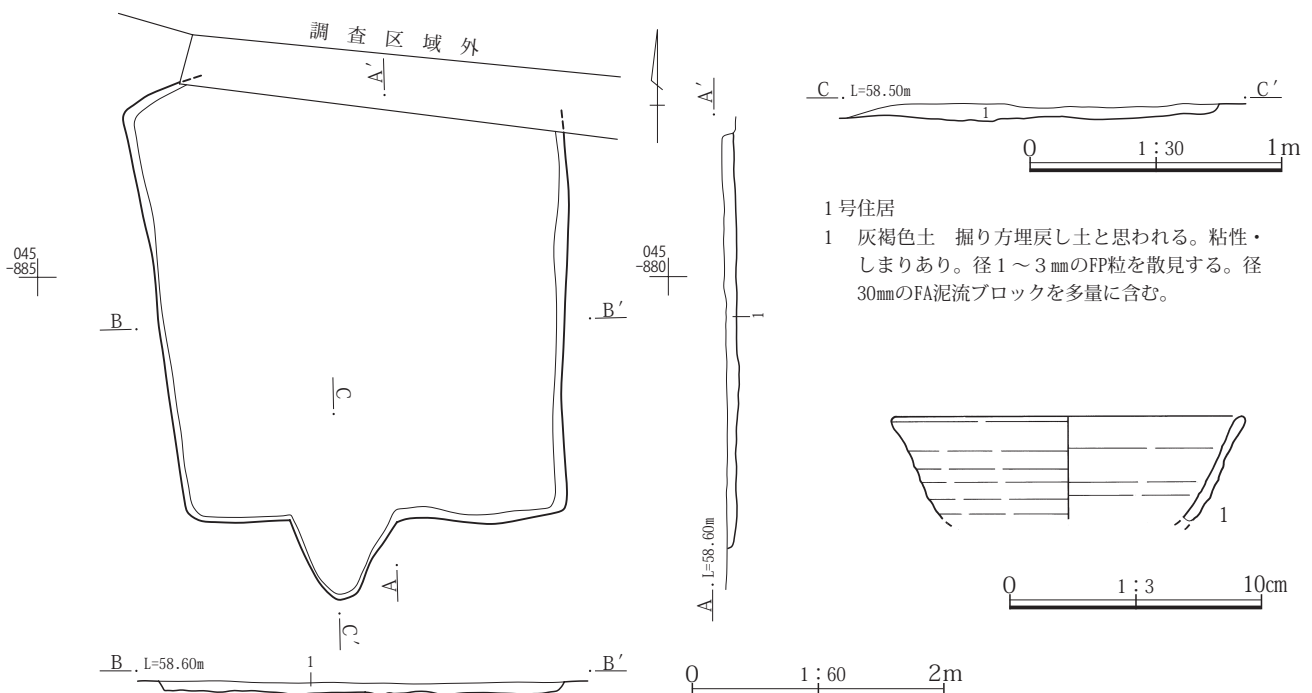 調査区域外
A′
A′
C . L=58.50m
. C′
0 1:30 1m
1号住居
1 灰褐色土 掘り方埋戻し土と思われる。粘性・
しまりあり。径1～3㎜のFP粒を散見する。径
30mmのFA泥流ブロックを多量に含む。
045
-885
045
-880
B .
. B′
1
C
A
C′
A . L=58.60m
1
0 1:3 10cm
B . L=58.60m
1
. B′
0 1:60 2m